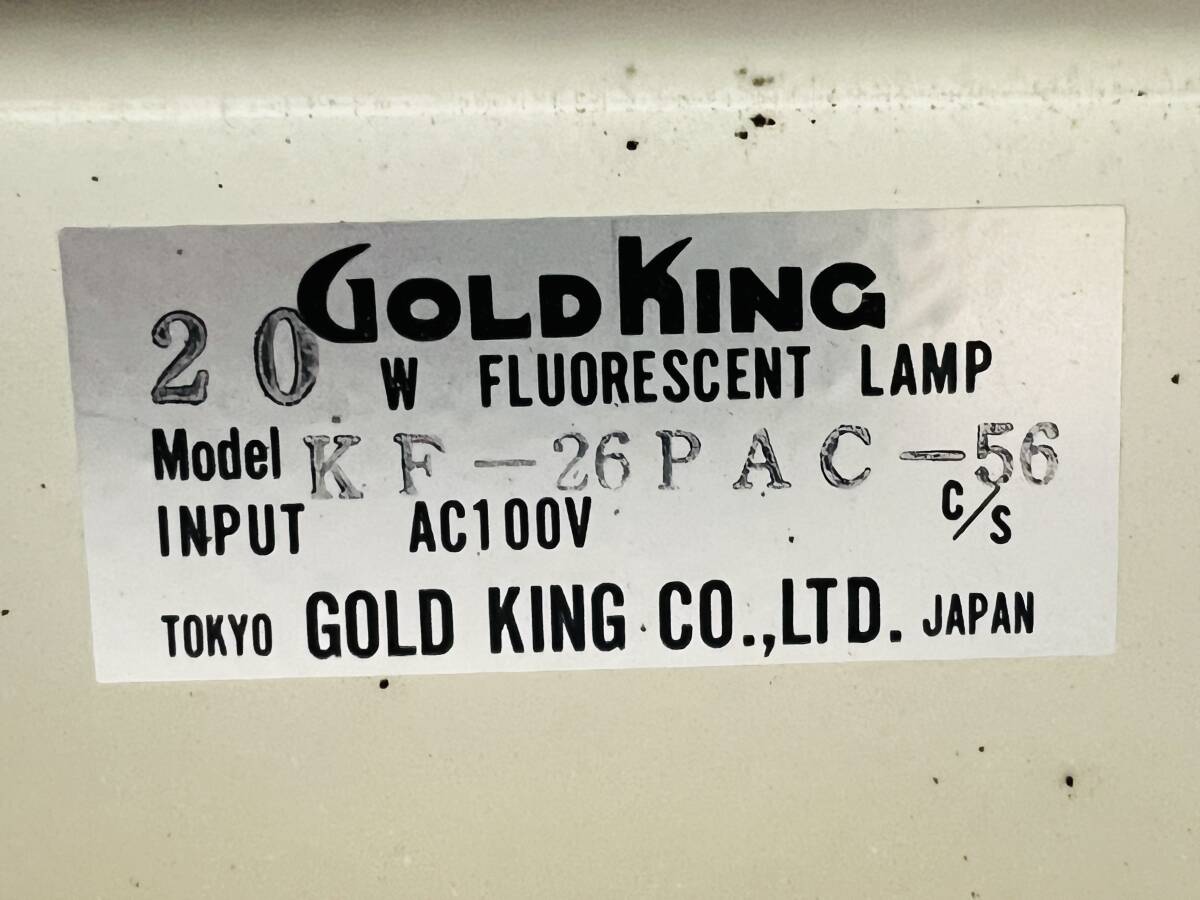 GOLDKING
20 W FLUORESCENT LAMP
Model KF-26PAC-56
INPUT AC100V C/S
TOKYO GOLD KING CO.,LTD. JAPAN